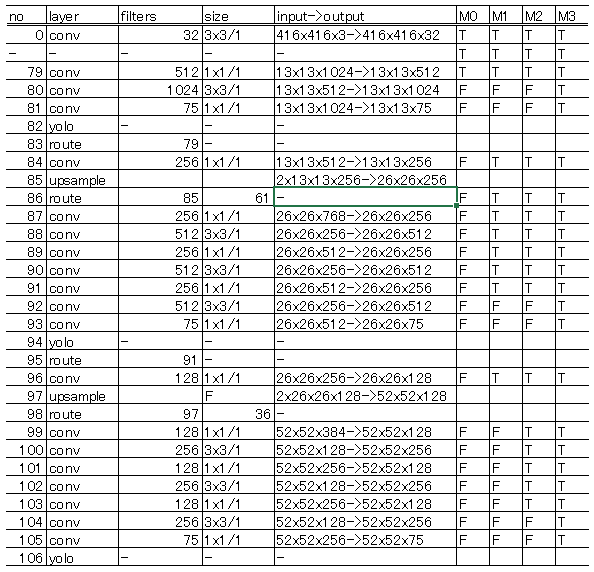 no layer filters size input->output M0 M1 M2 M3
0 conv 32 3x3/1 416x416x3->416x416x32 T T T T
- - - - - T T T T
79 conv 512 1x1/1 13x13x1024->13x13x512 T T T T
80 conv 1024 3x3/1 13x13x512->13x13x1024 F F F T
81 conv 75 1x1/1 13x13x1024->13x13x75 F F F T
82 yolo - - -
83 route 79 - -
84 conv 256 1x1/1 13x13x512->13x13x256 F T T T
85 upsample 2x13x13x256->26x26x256
86 route 85 61 - F T T T
87 conv 256 1x1/1 26x26x768->26x26x256 F T T T
88 conv 512 3x3/1 26x26x256->26x26x512 F T T T
89 conv 256 1x1/1 26x26x512->26x26x256 F T T T
90 conv 512 3x3/1 26x26x256->26x26x512 F T T T
91 conv 256 1x1/1 26x26x512->26x26x256 F T T T
92 conv 512 3x3/1 26x26x256->26x26x512 F F F T
93 conv 75 1x1/1 26x26x512->26x26x75 F F F T
94 yolo - - -
95 route 91 - -
96 conv 128 1x1/1 26x26x256->26x26x128 F T T T
97 upsample F 2x26x26x128->52x52x128
98 route 97 36 -
99 conv 128 1x1/1 52x52x384->52x52x128 F F T T
100 conv 256 3x3/1 52x52x128->52x52x256 F F T T
101 conv 128 1x1/1 52x52x256->52x52x128 F F T T
102 conv 256 3x3/1 52x52x128->52x52x256 F F T T
103 conv 128 1x1/1 52x52x256->52x52x128 F F T T
104 conv 256 3x3/1 52x52x128->52x52x256 F F F T
105 conv 75 1x1/1 52x52x256->52x52x75 F F F T
106 yolo - - -